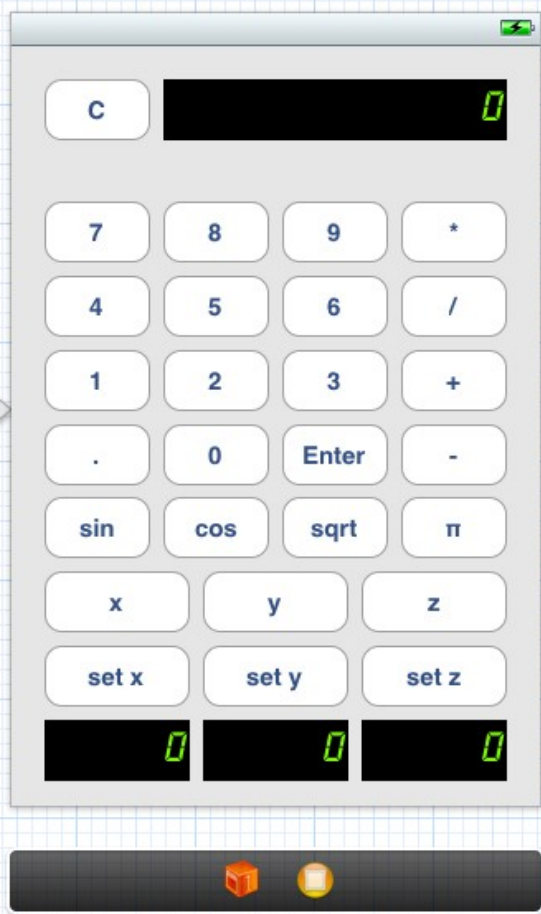 C 0
7 8 9 *
4 5 6 /
1 2 3 +
. 0 Enter -
sin cos sqrt π
x y z
set x set y set z
0 0 0